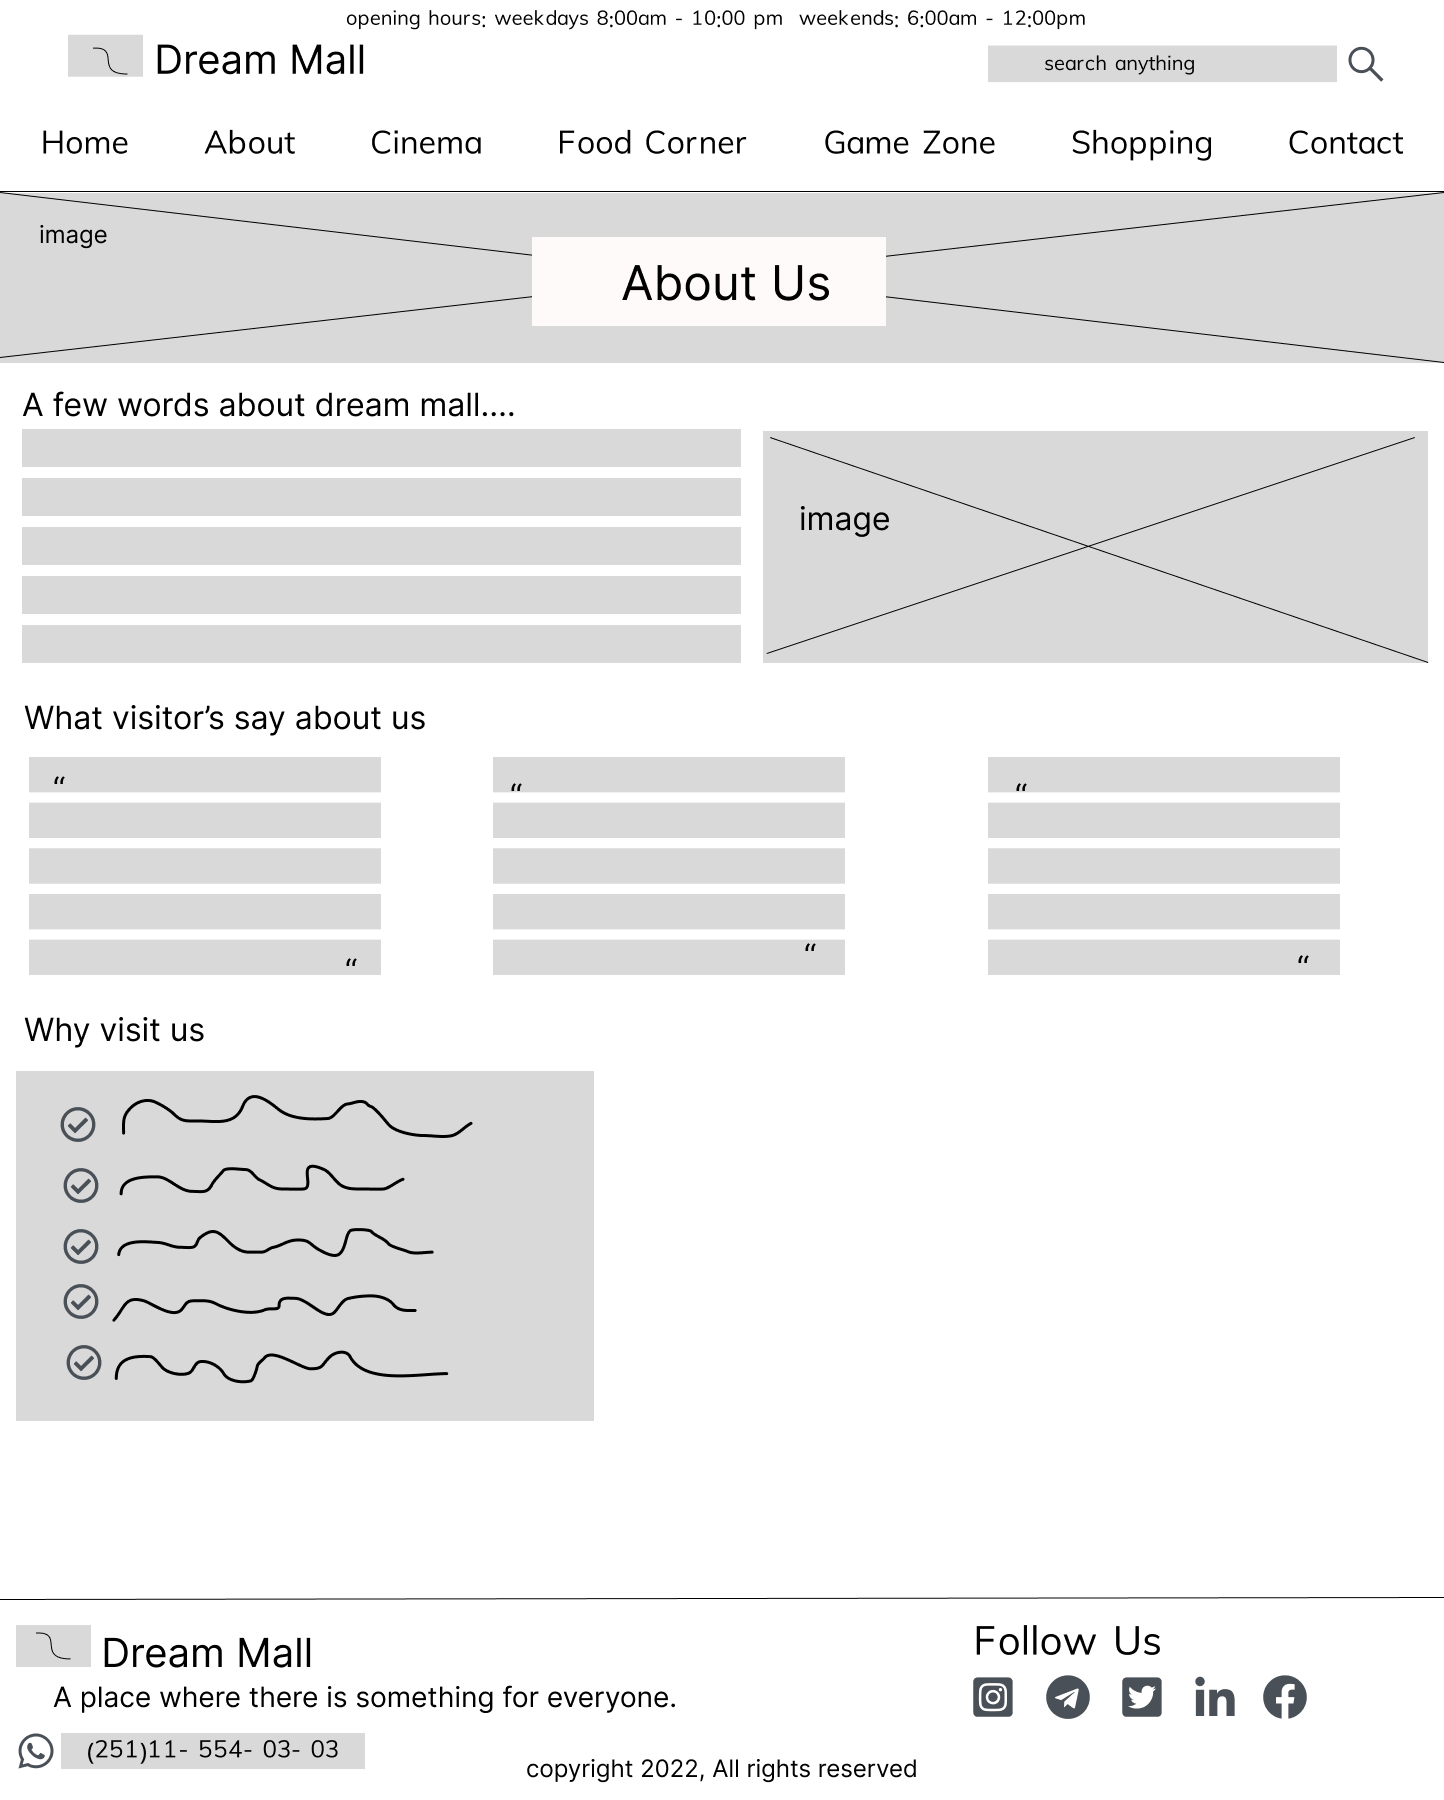 opening hours: weekdays 8:00am - 10:00 pm  weekends: 6:00am - 12:00pm
Dream Mall
search anything
Home About Cinema Food Corner Game Zone Shopping Contact
image
About Us
A few words about dream mall....
image
What visitor’s say about us
“ “ “
“ “ “
Why visit us
Dream Mall
A place where there is something for everyone.
(251)11- 554- 03- 03
Follow Us
in
copyright 2022, All rights reserved